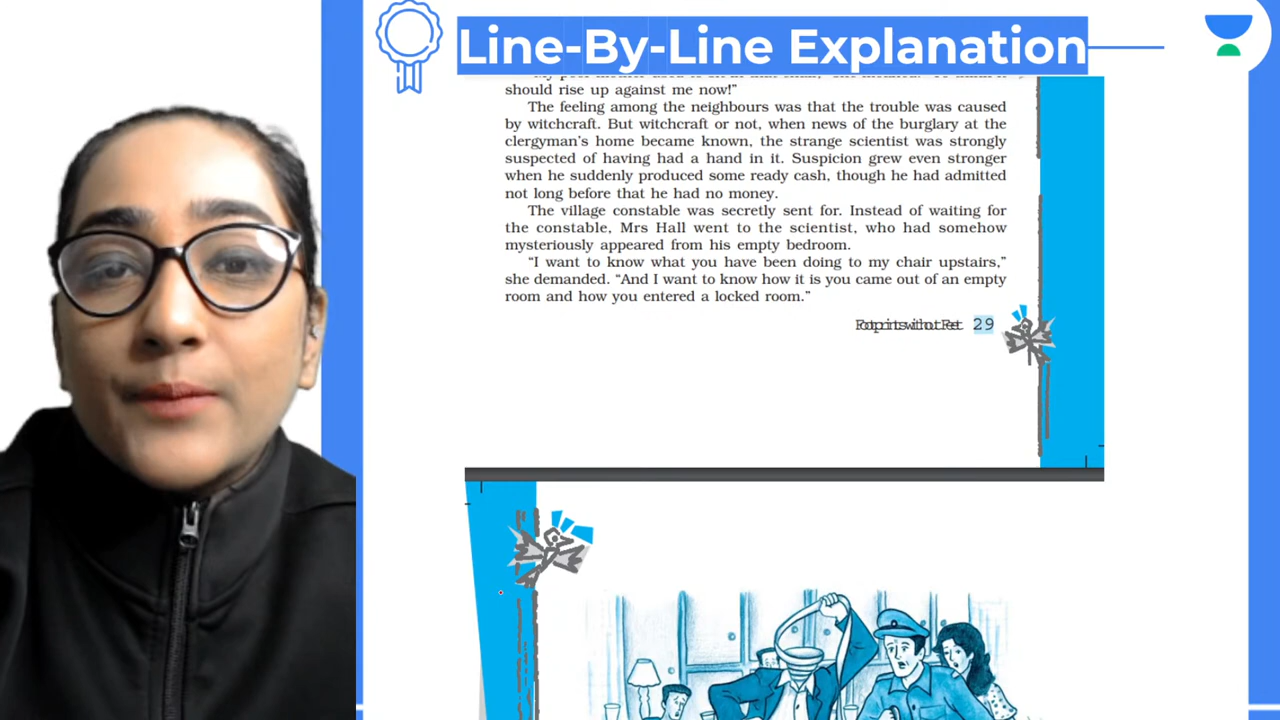 Line-By-Line Explanation
should rise up against me now!”
The feeling among the neighbours was that the trouble was caused
by witchcraft. But witchcraft or not, when news of the burglary at the
clergyman’s home became known, the strange scientist was strongly
suspected of having had a hand in it. Suspicion grew even stronger
when he suddenly produced some ready cash, though he had admitted
not long before that he had no money.
The village constable was secretly sent for. Instead of waiting for
the constable, Mrs Hall went to the scientist, who had somehow
mysteriously appeared from his empty bedroom.
“I want to know what you have been doing to my chair upstairs,”
she demanded. “And I want to know how it is you came out of an empty
room and how you entered a locked room.”
Footprints without Feet 29